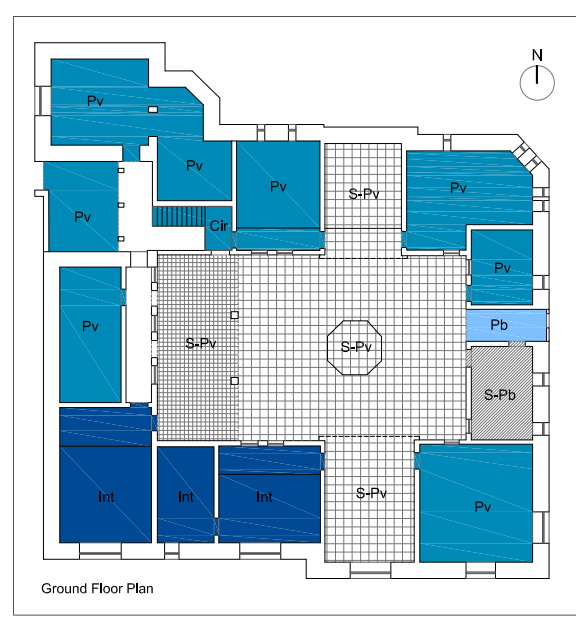 N
Pv
Pv
Pv
S-Pv
Pv
Pv
Cir
Pv
Pb
Pv
S-Pv
S-Pv
S-Pb
Int
Int
Int
S-Pv
Pv
Ground Floor Plan